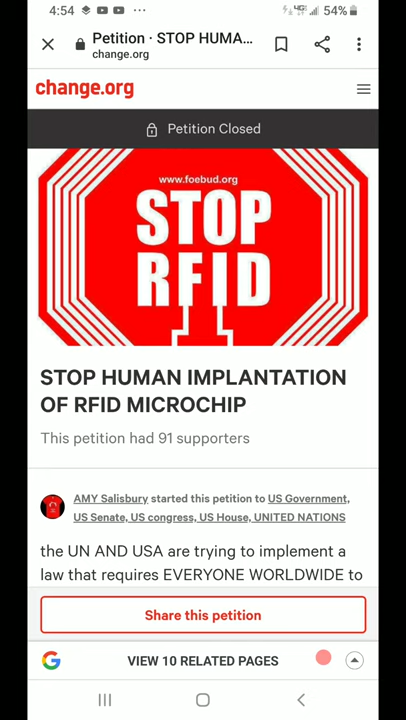 4:54
4G
54%
Petition · STOP HUMA...
change.org
change.org
Petition Closed
www.foebud.org
STOP
RFID
STOP HUMAN IMPLANTATION
OF RFID MICROCHIP
This petition had 91 supporters
AMY Salisbury started this petition to US Government,
US Senate, US congress, US House, UNITED NATIONS
the UN AND USA are trying to implement a
law that requires EVERYONE WORLDWIDE to
Share this petition
VIEW 10 RELATED PAGES